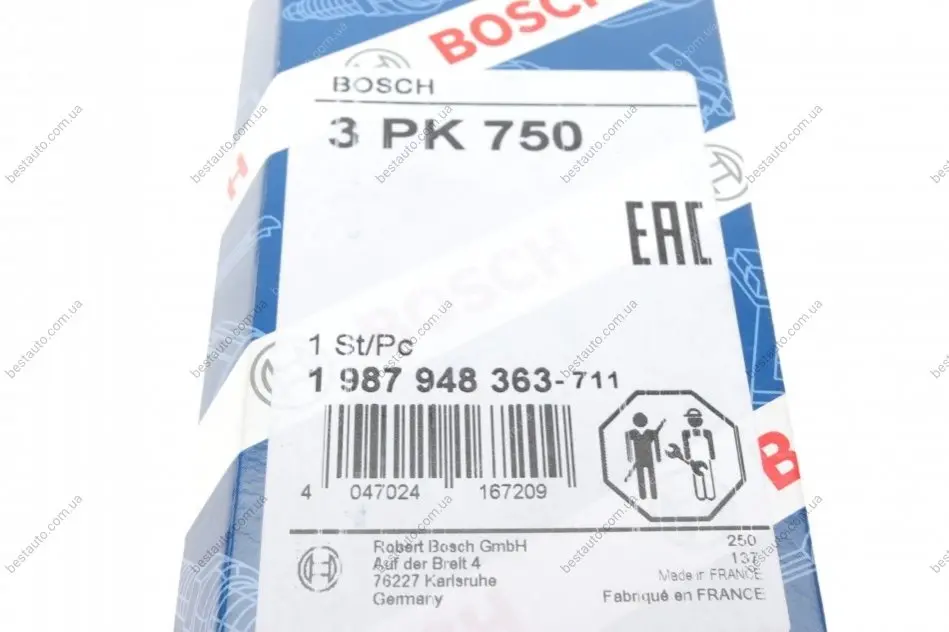 BOSCH
BOSCH
3 PK 750
EAC
BOSCH
1 St/Pc
1 987 948 363-711
4 047024 167209
Robert Bosch GmbH
Auf der Breit 4
76227 Karlsruhe
Germany
250
137
Made in FRANCE
Fabriqué en FRANCE
bestauto.com.ua